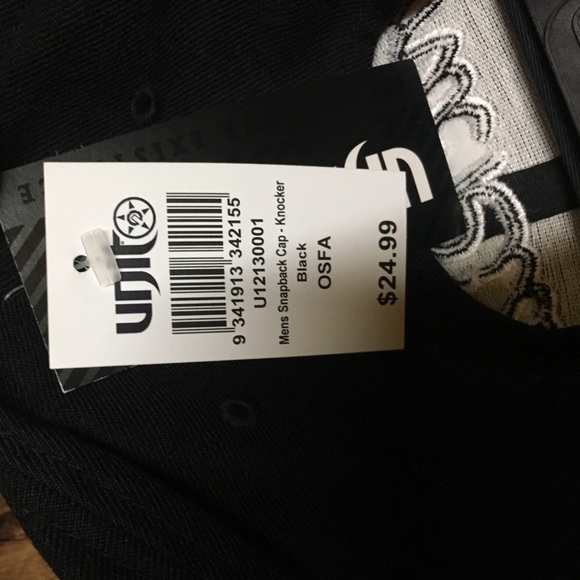 unit
9 341913 342155
U12130001
Mens Snapback Cap - Knocker
Black
OSFA
$24.99